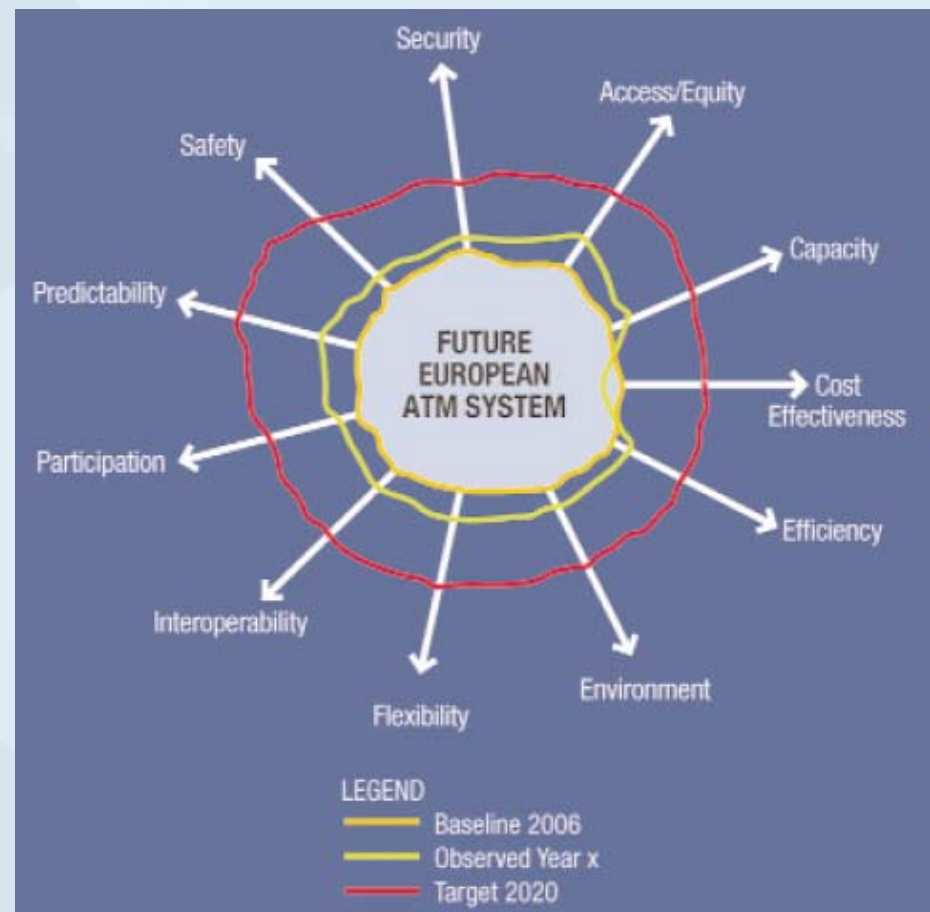 Security
Access/Equity
Safety
Capacity
Predictability
FUTURE
EUROPEAN
ATM SYSTEM
Cost
Effectiveness
Participation
Efficiency
Interoperability
Environment
Flexibility
LEGEND
Baseline 2006
Observed Year x
Target 2020